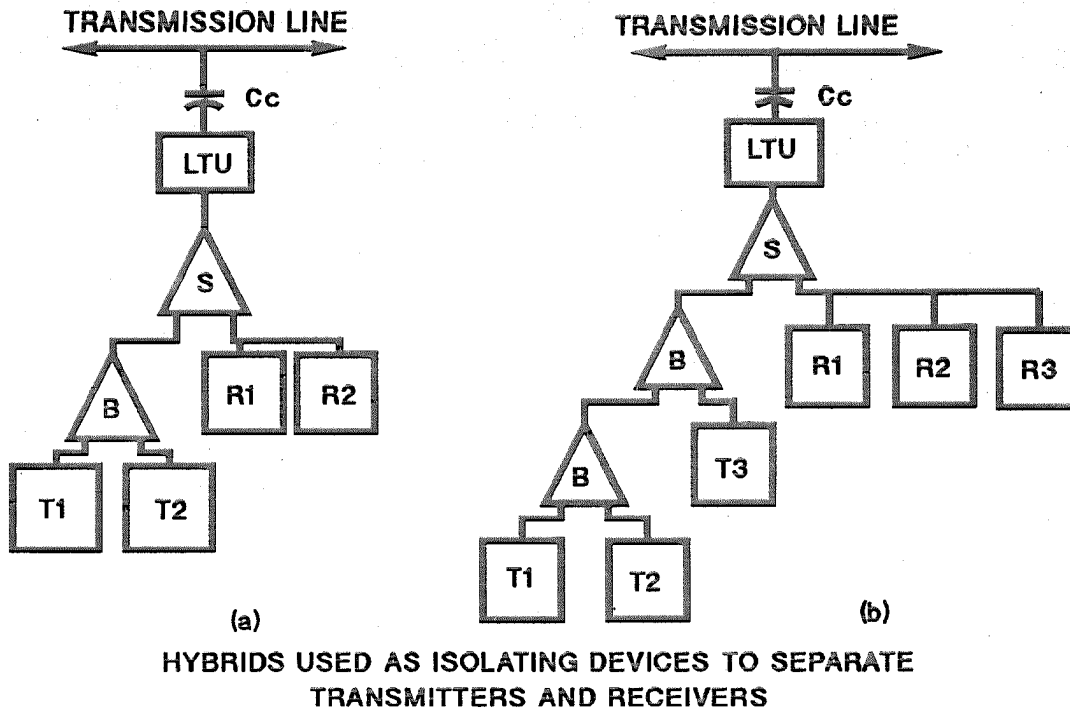 TRANSMISSION LINE
Cc
LTU
S
B
R1
R2
T1
T2
(a)
TRANSMISSION LINE
Cc
LTU
S
B
R1
R2
R3
B
T3
T1
T2
(b)
HYBRIDS USED AS ISOLATING DEVICES TO SEPARATE
TRANSMITTERS AND RECEIVERS